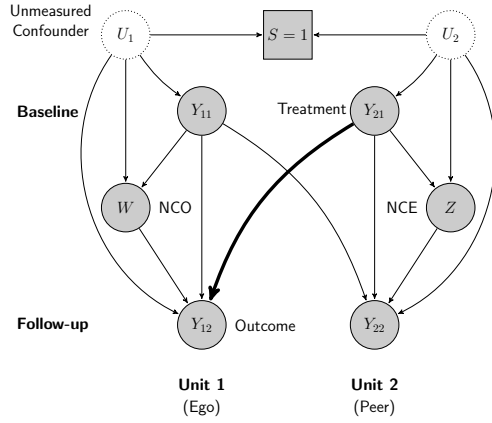 Unmeasured
Confounder
U₁
S = 1
U₂
Baseline
Y₁₁
Treatment
Y₂₁
W
NCO
NCE
Z
Follow-up
Y₁₂
Outcome
Y₂₂
Unit 1
(Ego)
Unit 2
(Peer)